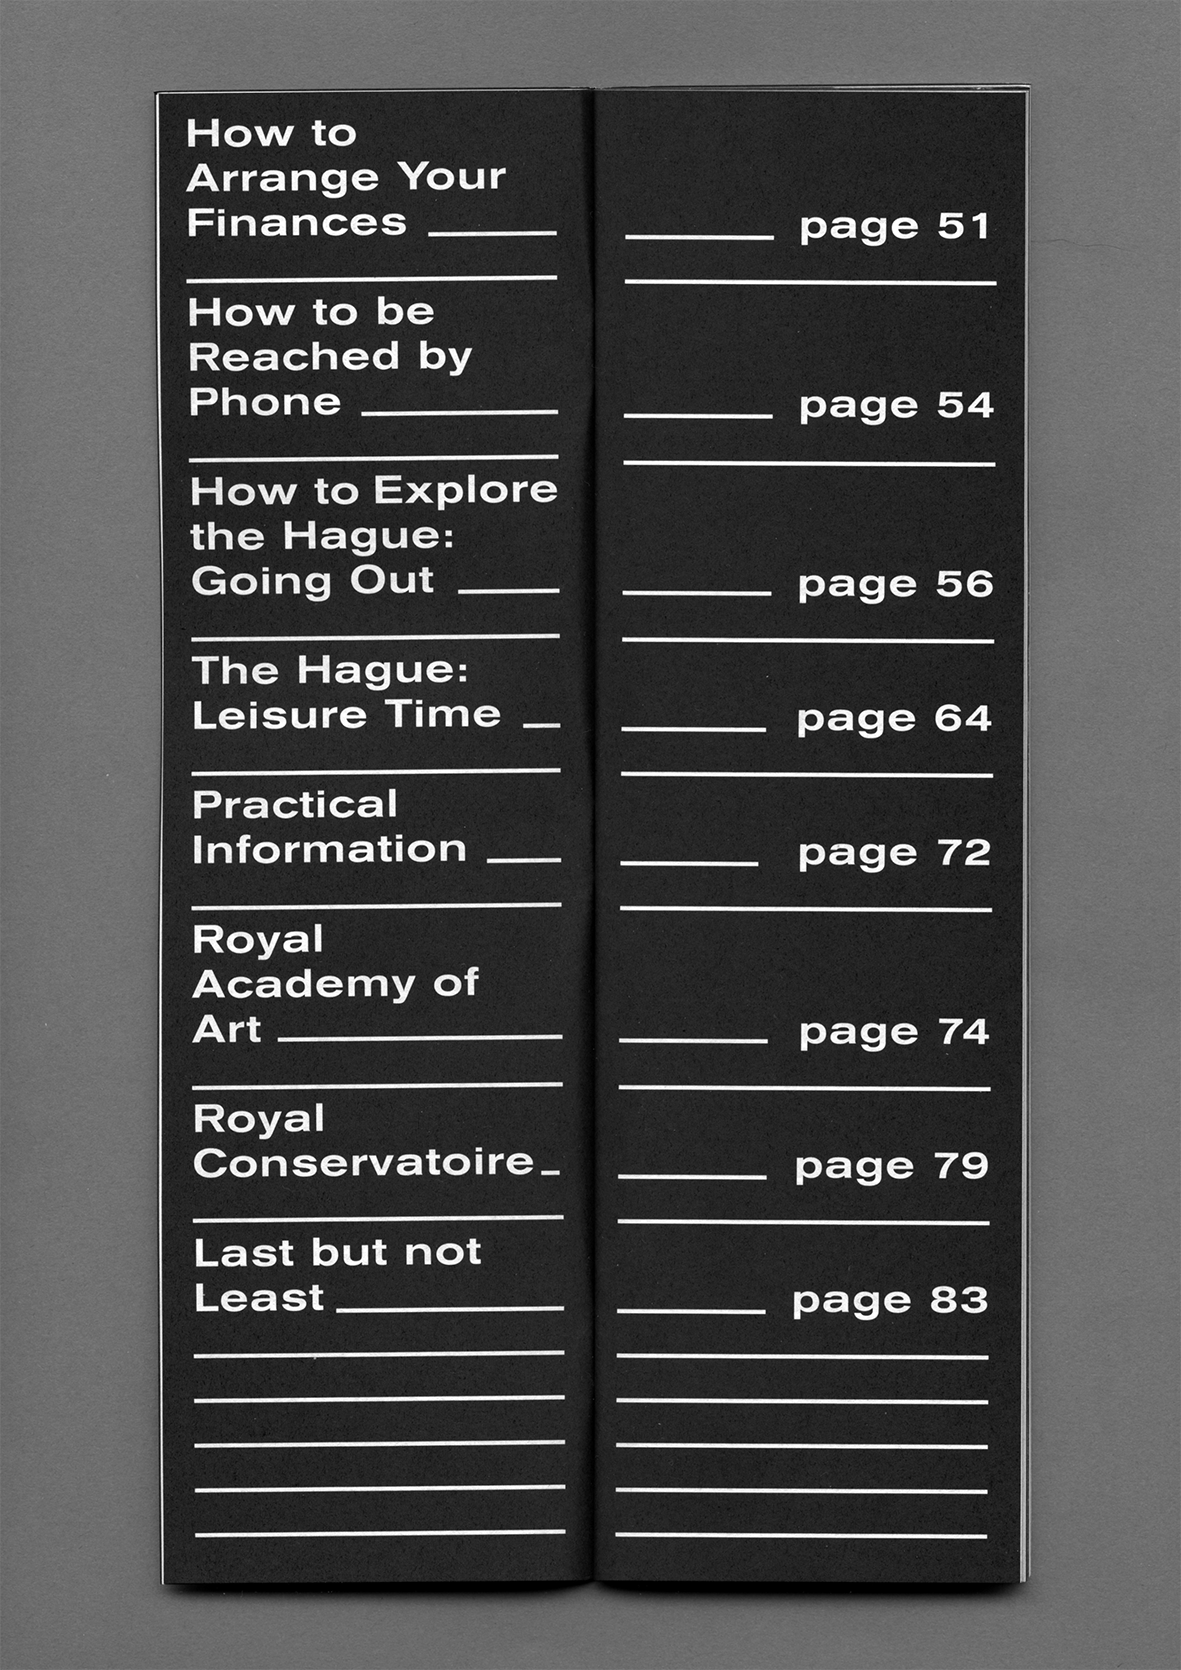 How to
Arrange Your
Finances page 51
How to be
Reached by
Phone page 54
How to Explore
the Hague:
Going Out page 56
The Hague:
Leisure Time page 64
Practical
Information page 72
Royal
Academy of
Art page 74
Royal
Conservatoire page 79
Last but not
Least page 83